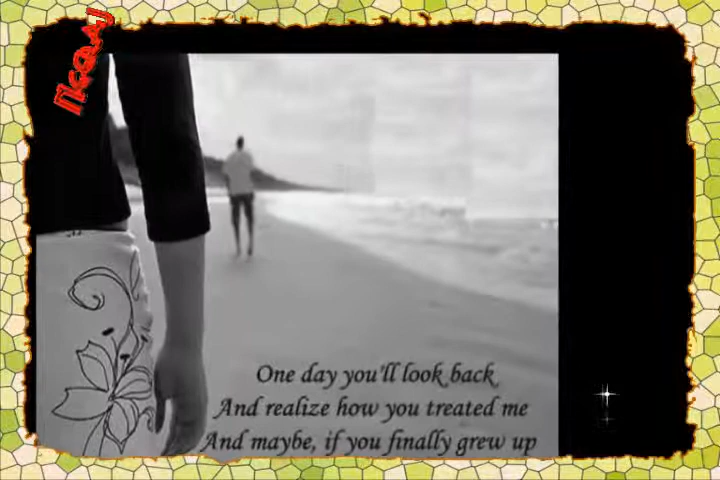 One day you'll look back
And realize how you treated me
And maybe, if you finally grew up